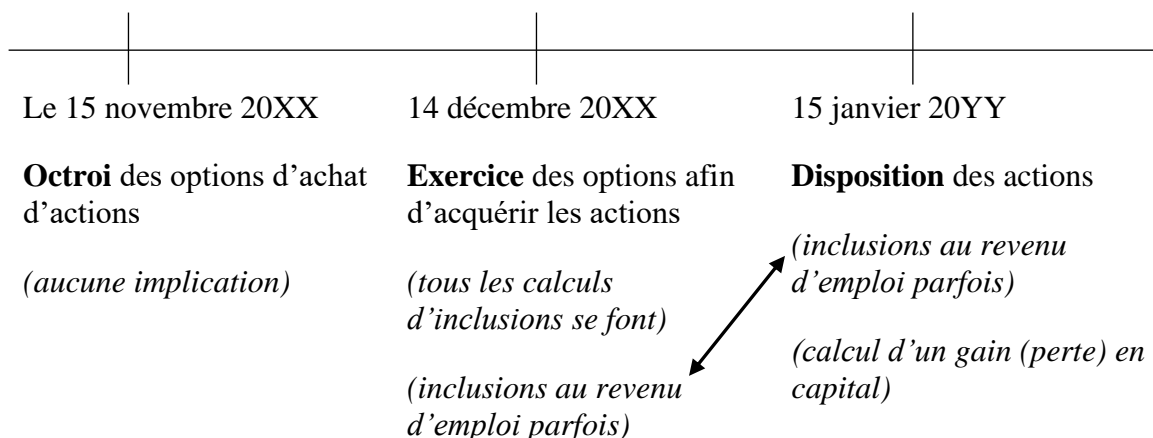 Le 15 novembre 20XX
Octroi des options d'achat
d'actions
(aucune implication)
14 décembre 20XX
Exercice des options afin
d'acquérir les actions
(tous les calculs
d'inclusions se font)
(inclusions au revenu
d'emploi parfois)
15 janvier 20YY
Disposition des actions
(inclusions au revenu
d'emploi parfois)
(calcul d'un gain (perte) en
capital)